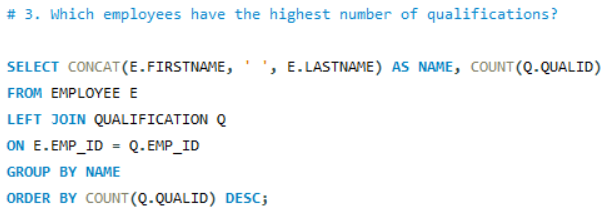 # 3. Which employees have the highest number of qualifications?
SELECT CONCAT(E.FIRSTNAME, ' ', E.LASTNAME) AS NAME, COUNT(Q.QUALID)
FROM EMPLOYEE E
LEFT JOIN QUALIFICATION Q
ON E.EMP_ID = Q.EMP_ID
GROUP BY NAME
ORDER BY COUNT(Q.QUALID) DESC;